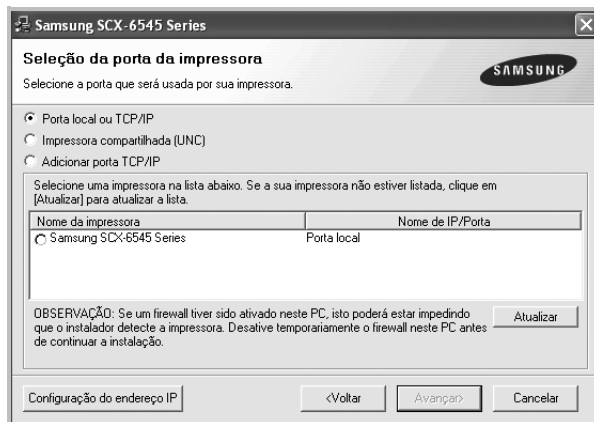 Samsung SCX-6545 Series
Seleção da porta da impressora
Selecione a porta que será usada por sua impressora.
SAMSUNG
Porta local ou TCP/IP
Impressora compartilhada (UNC)
Adicionar porta TCP/IP
Selecione uma impressora na lista abaixo. Se a sua impressora não estiver listada, clique em
[Atualizar] para atualizar a lista.
Nome da impressora Nome de IP/Porta
Samsung SCX-6545 Series Porta local
OBSERVAÇÃO: Se um firewall tiver sido ativado neste PC, isto poderá estar impedindo
que o instalador detecte a impressora. Desative temporariamente o firewall neste PC antes
de continuar a instalação.
Atualizar
Configuração do endereço IP <Voltar Avançar> Cancelar